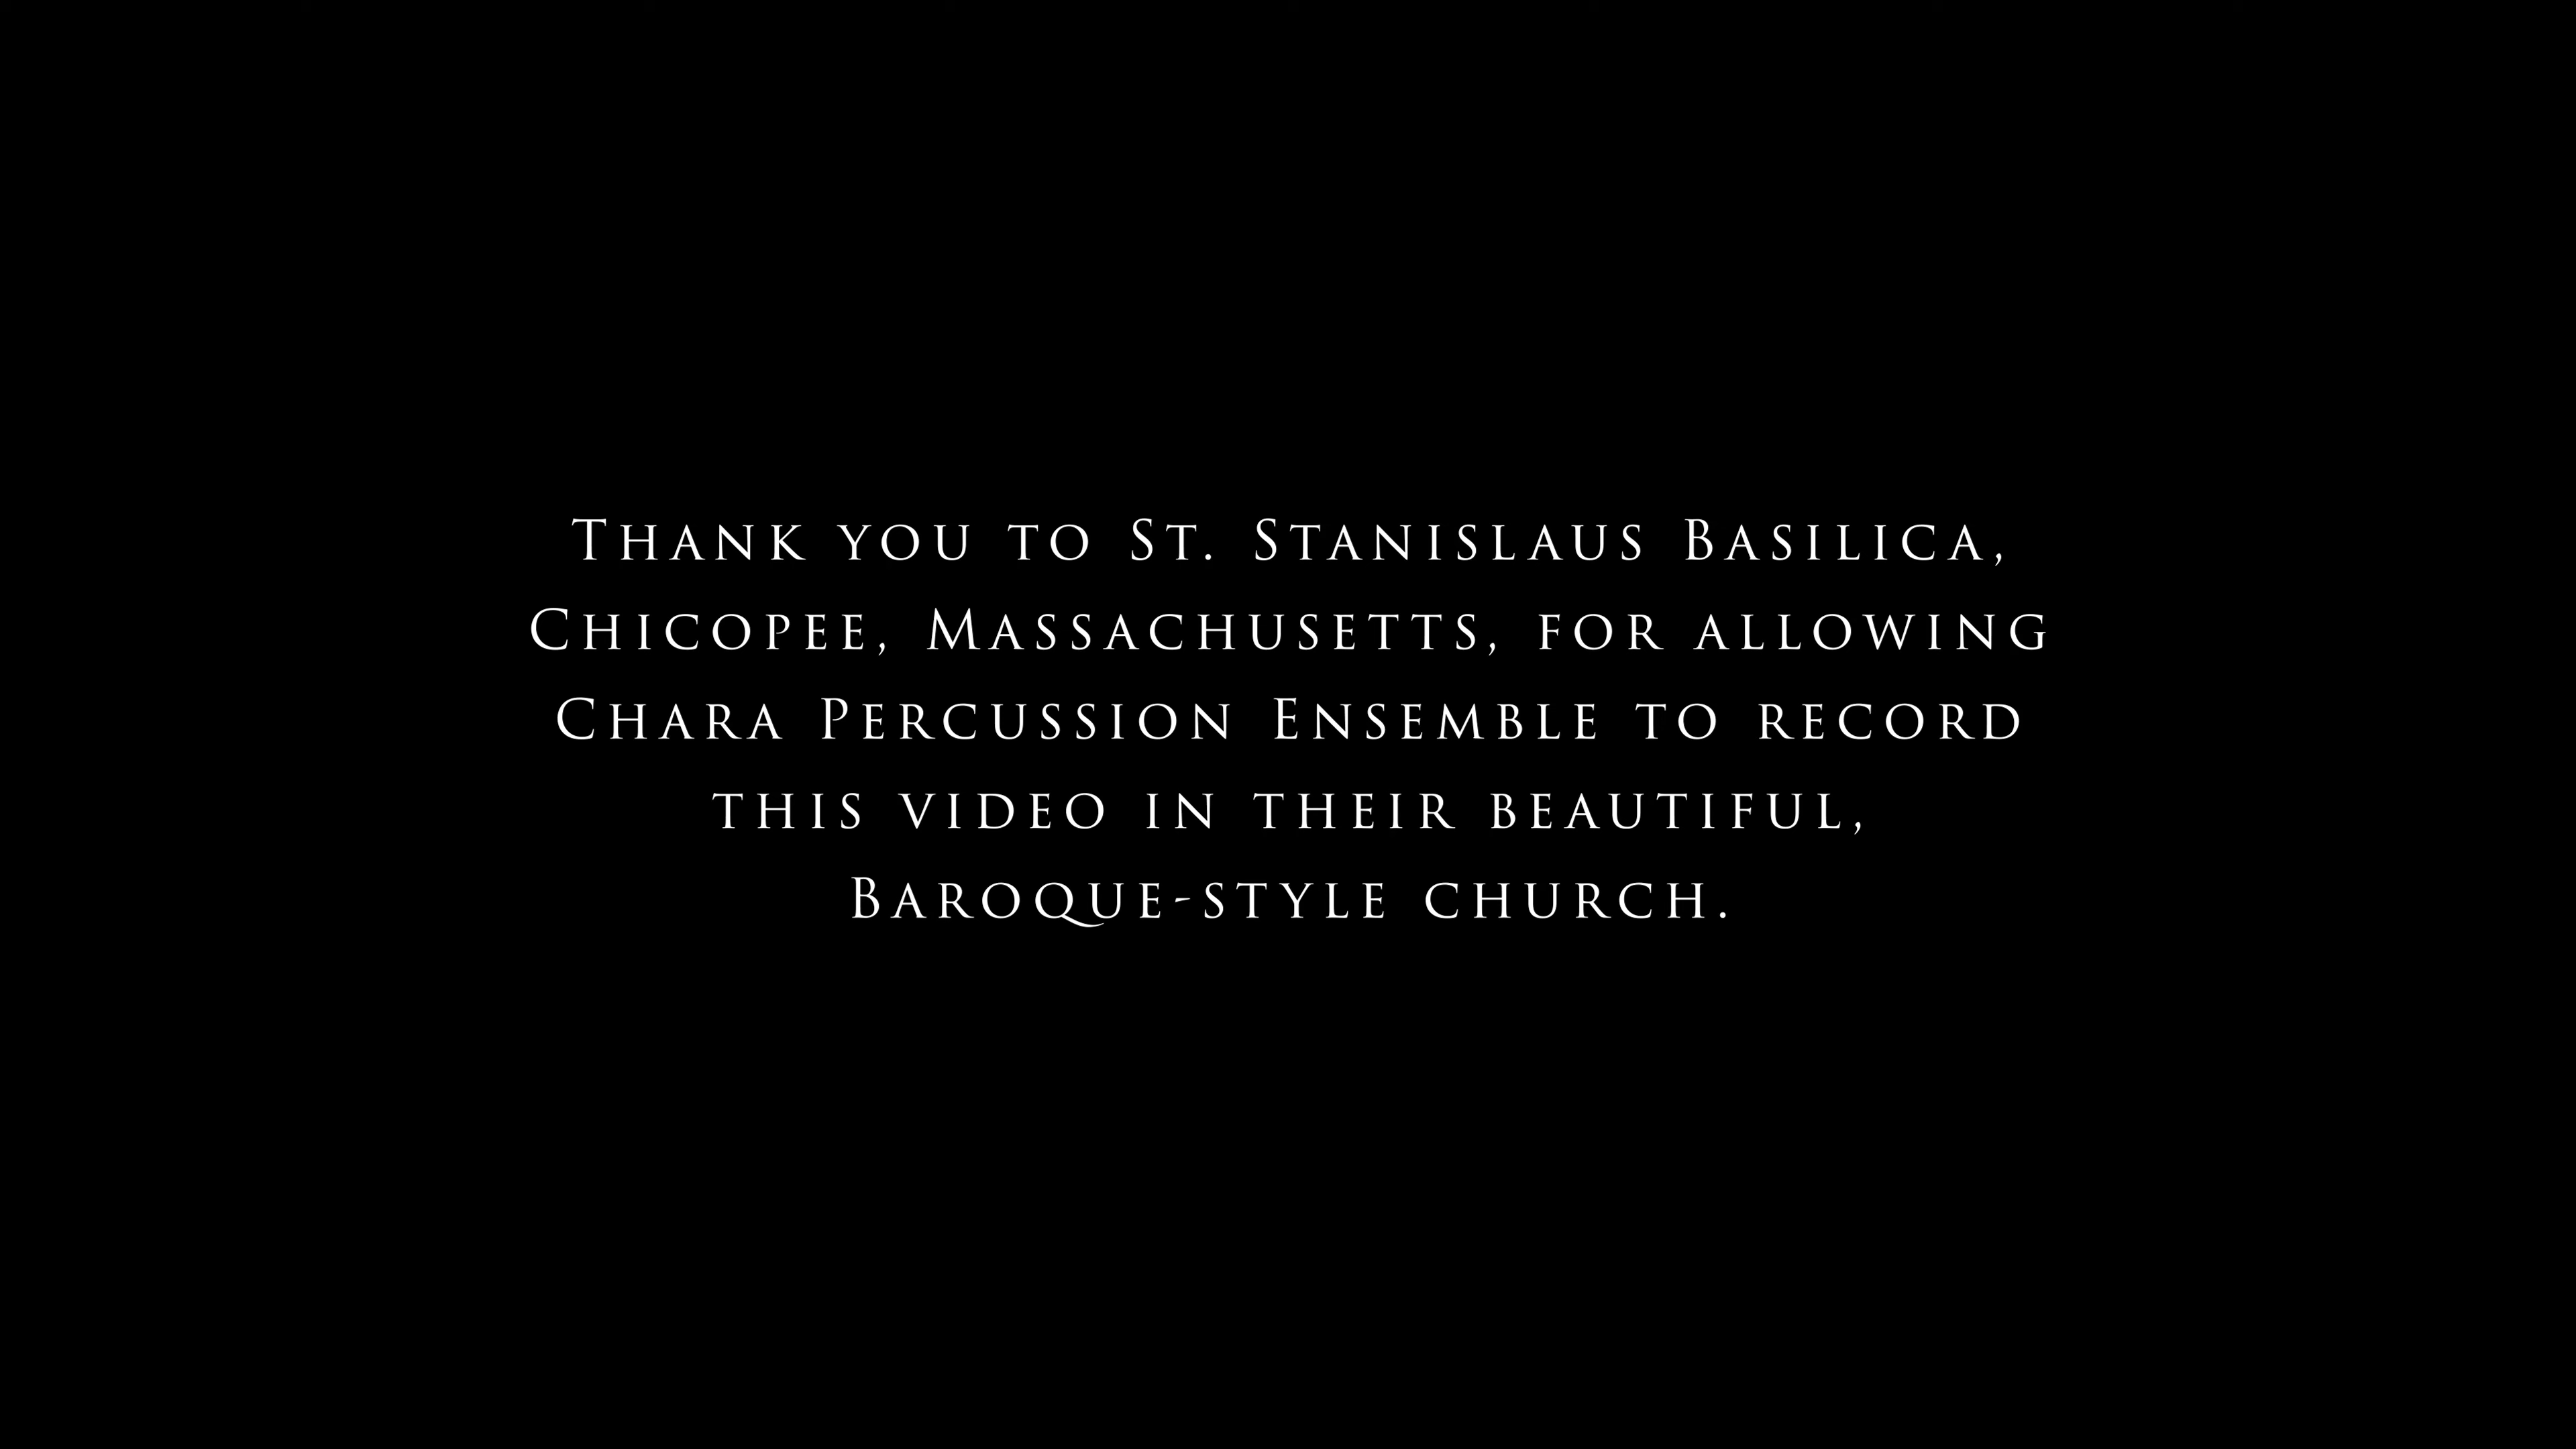 Thank you to St. Stanislaus Basilica,
Chicopee, Massachusetts, for allowing
Chara Percussion Ensemble to record
this video in their beautiful,
Baroque-style church.